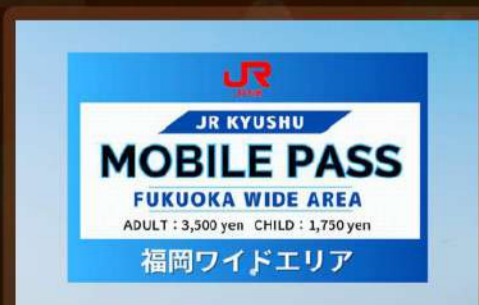 JR
JR KYUSHU
MOBILE PASS
FUKUOKA WIDE AREA
ADULT：3,500 yen CHILD：1,750 yen
福岡ワイドエリア